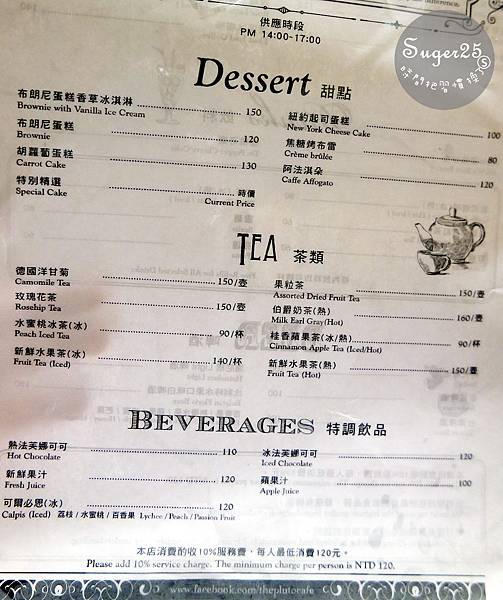 供應時段
PM 14:00~17:00
Suger25
Dessert 甜點
布朗尼蛋糕香草冰淇淋 150
Brownie with Vanilla Ice Cream
布朗尼蛋糕 120
Brownie
胡蘿蔔蛋糕 130
Carrot Cake
特別精選 時價
Special Cake Current Price
紐約起司蛋糕 100
New York Cheese Cake
焦糖烤布蕾 80
Crème brûlée
阿法淇朵 120
Caffe Affogato
TEA 茶類
德國洋甘菊 150/壺
Camomile Tea
玫瑰花茶 150/壺
Rosehip Tea
水蜜桃冰茶(冰) 90/杯
Peach Iced Tea
新鮮水果茶(冰) 140/杯
Fruit Tea (Iced)
果粒茶 150/壺
Assorted Dried Fruit Tea
伯爵奶茶(熱) 160/壺
Milk Earl Gray(Hot)
桂香蘋果茶(冰/熱) 90/杯
Cinnamon Apple Tea (Iced/Hot)
新鮮水果茶(熱) 150/壺
Fruit Tea (Hot)
BEVERAGES 特調飲品
熱法芙娜可可 110
Hot Chocolate
新鮮果汁 120
Fresh Juice
可爾必思(冰) 120
Calpis (Iced) 荔枝/水蜜桃/百香果 Lychee/Peach/Passion Fruit
冰法芙娜可可 120
Iced Chocolate
蘋果汁 100
Apple Juice
本店消費酌收10%服務費,每人最低消費120元。
Please add 10% service charge. The minimum charge per person is NTD 120.
www.facebook.com/theplutocafe